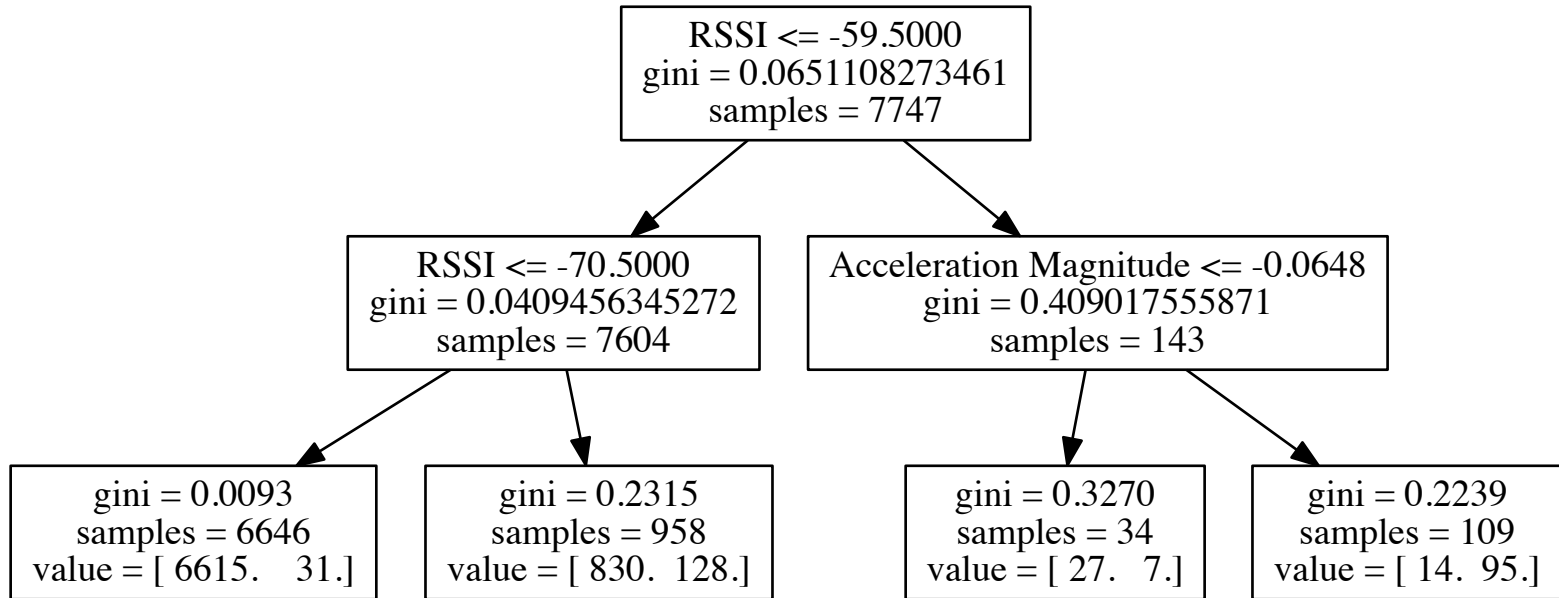 RSSI <= -59.5000
gini = 0.0651108273461
samples = 7747
RSSI <= -70.5000
gini = 0.0409456345272
samples = 7604
Acceleration Magnitude <= -0.0648
gini = 0.409017555871
samples = 143
gini = 0.0093
samples = 6646
value = [ 6615.    31.]
gini = 0.2315
samples = 958
value = [ 830.  128.]
gini = 0.3270
samples = 34
value = [ 27.   7.]
gini = 0.2239
samples = 109
value = [ 14.  95.]